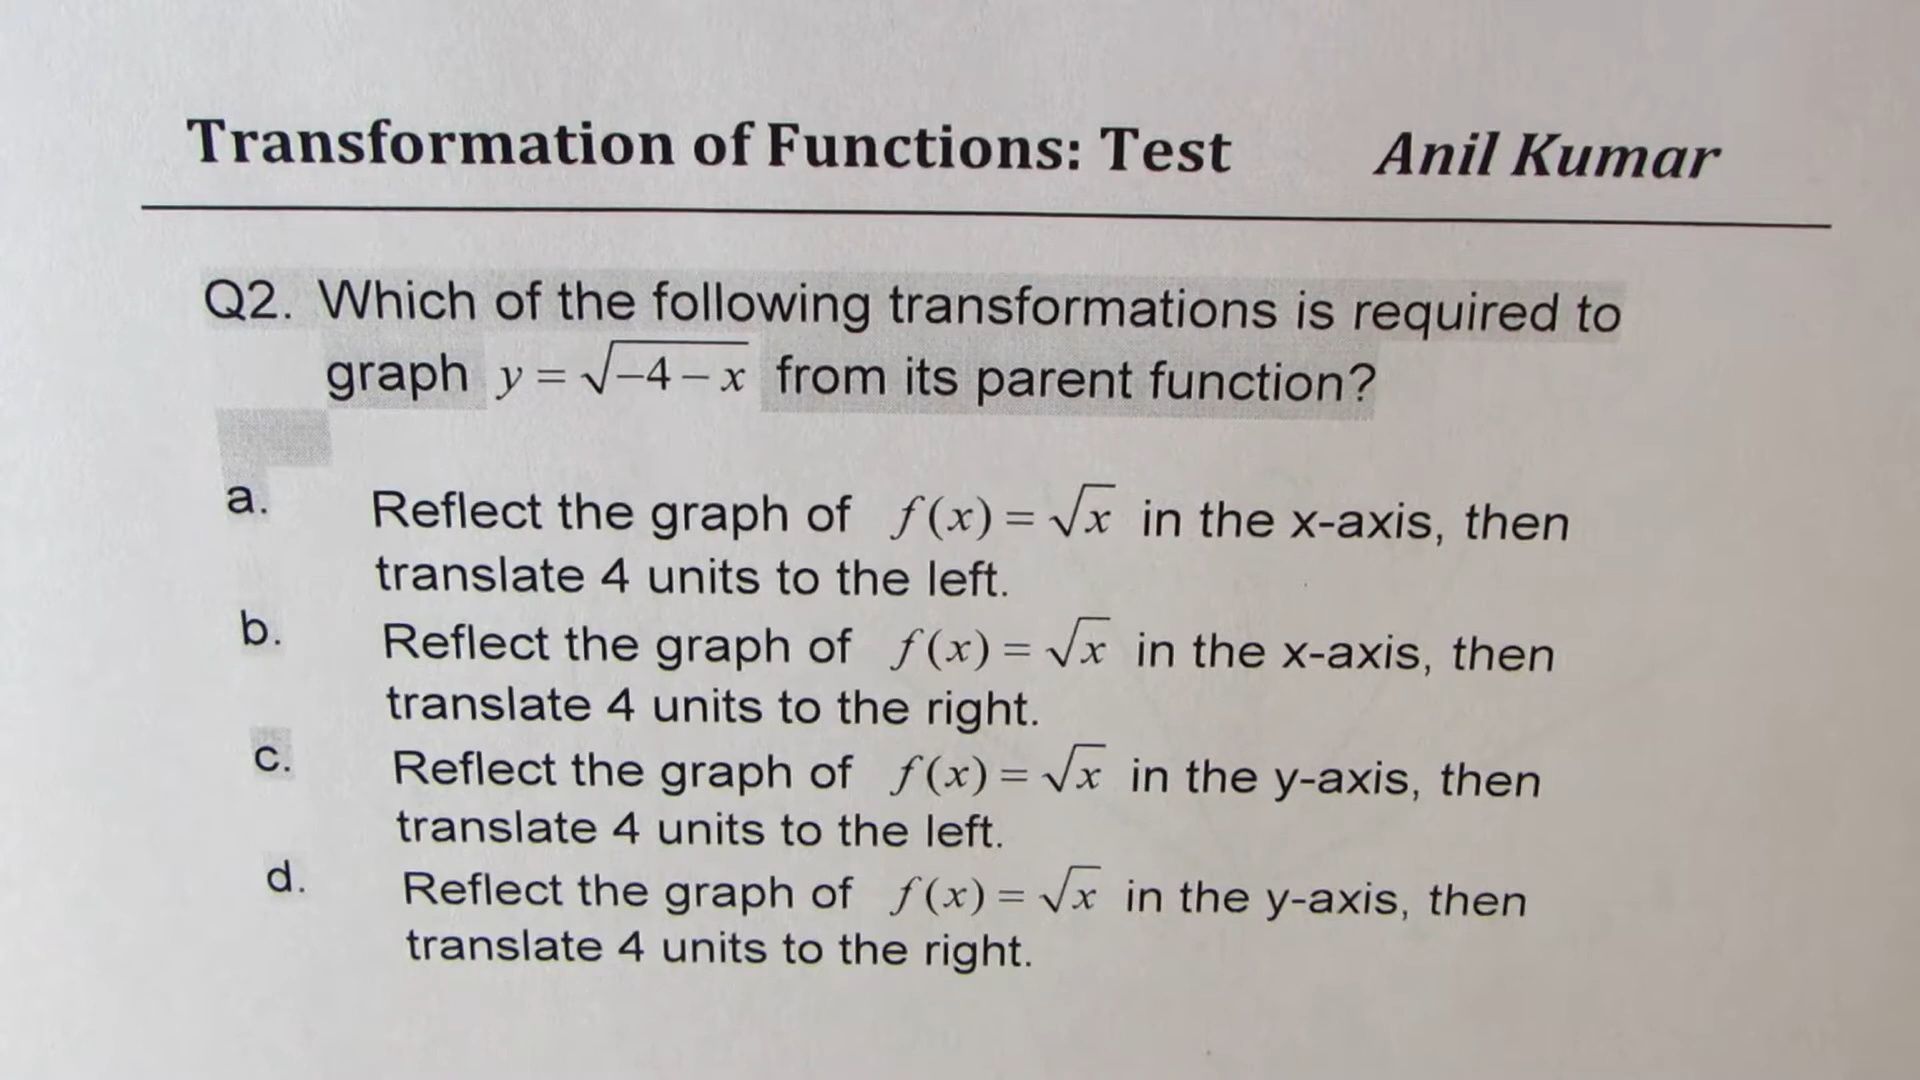 Transformation of Functions: Test Anil Kumar
Q2. Which of the following transformations is required to
graph y = √(-4 – x) from its parent function?
a. Reflect the graph of f(x) = √x in the x-axis, then
translate 4 units to the left.
b. Reflect the graph of f(x) = √x in the x-axis, then
translate 4 units to the right.
c. Reflect the graph of f(x) = √x in the y-axis, then
translate 4 units to the left.
d. Reflect the graph of f(x) = √x in the y-axis, then
translate 4 units to the right.